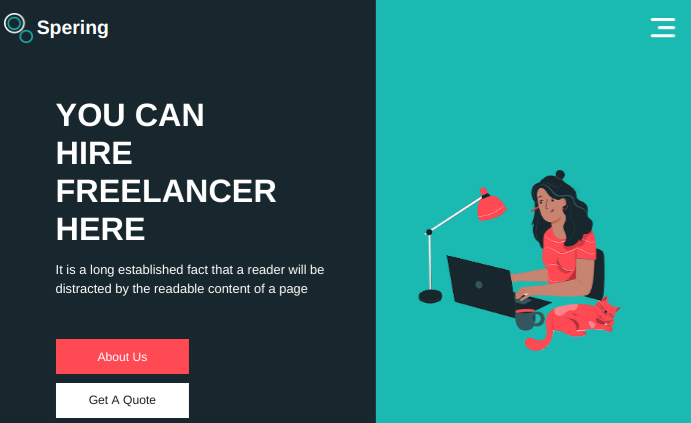 Spering
YOU CAN
HIRE
FREELANCER
HERE
It is a long established fact that a reader will be
distracted by the readable content of a page
About Us
Get A Quote